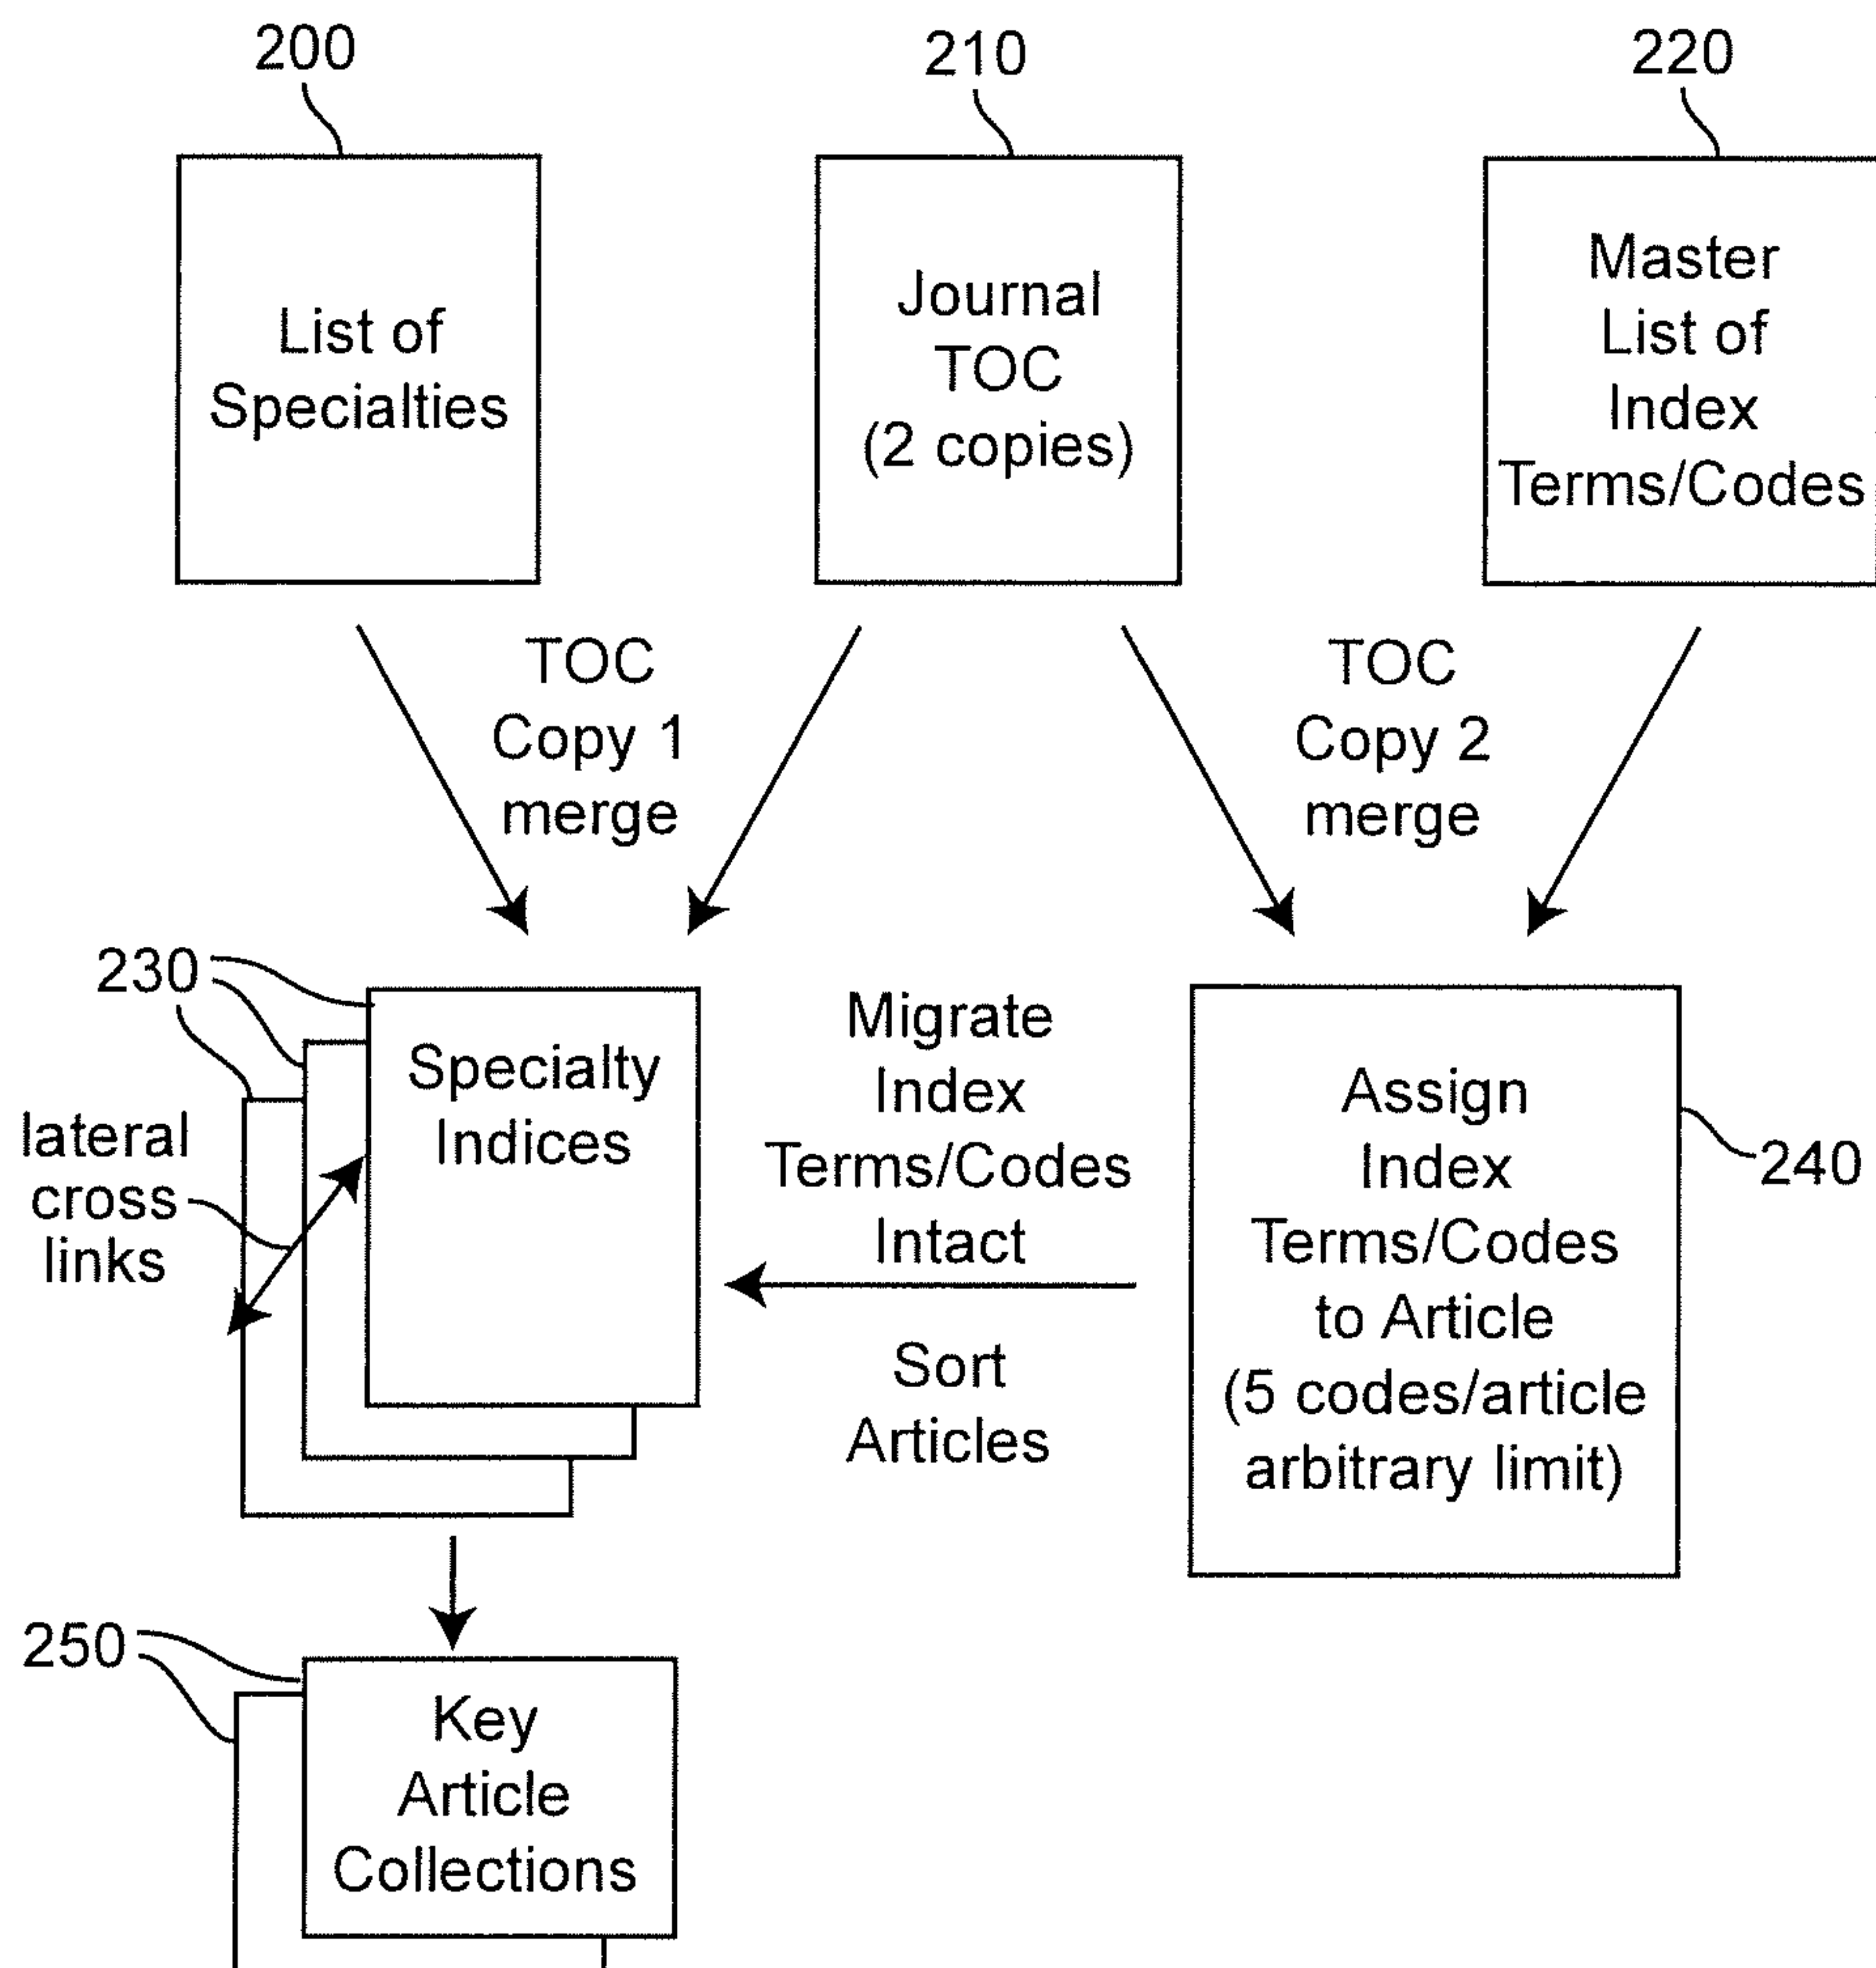 200
210
220
List of
Specialties
Journal
TOC
(2 copies)
Master
List of
Index
Terms/Codes
TOC
Copy 1
merge
TOC
Copy 2
merge
230
Specialty
Indices
lateral
cross
links
Migrate
Index
Terms/Codes
Intact
Sort
Articles
Assign
Index
Terms/Codes
to Article
(5 codes/article
arbitrary limit)
240
250
Key
Article
Collections